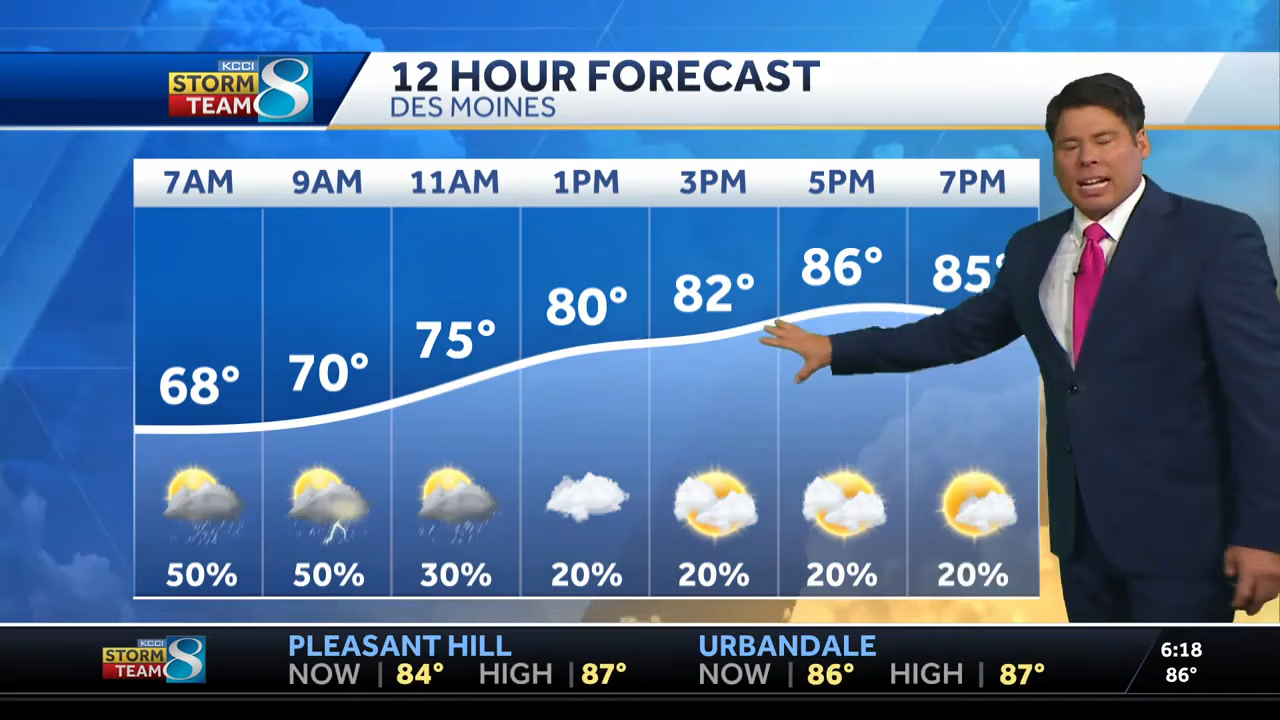 KCCI
STORM
TEAM 8
12 HOUR FORECAST
DES MOINES
7AM 9AM 11AM 1PM 3PM 5PM 7PM
68° 70° 75° 80° 82° 86° 85°
50% 50% 30% 20% 20% 20% 20%
KCCI
STORM
TEAM 8
PLEASANT HILL
NOW | 84° HIGH | 87°
URBANDALE
NOW | 86° HIGH | 87°
6:18
86°